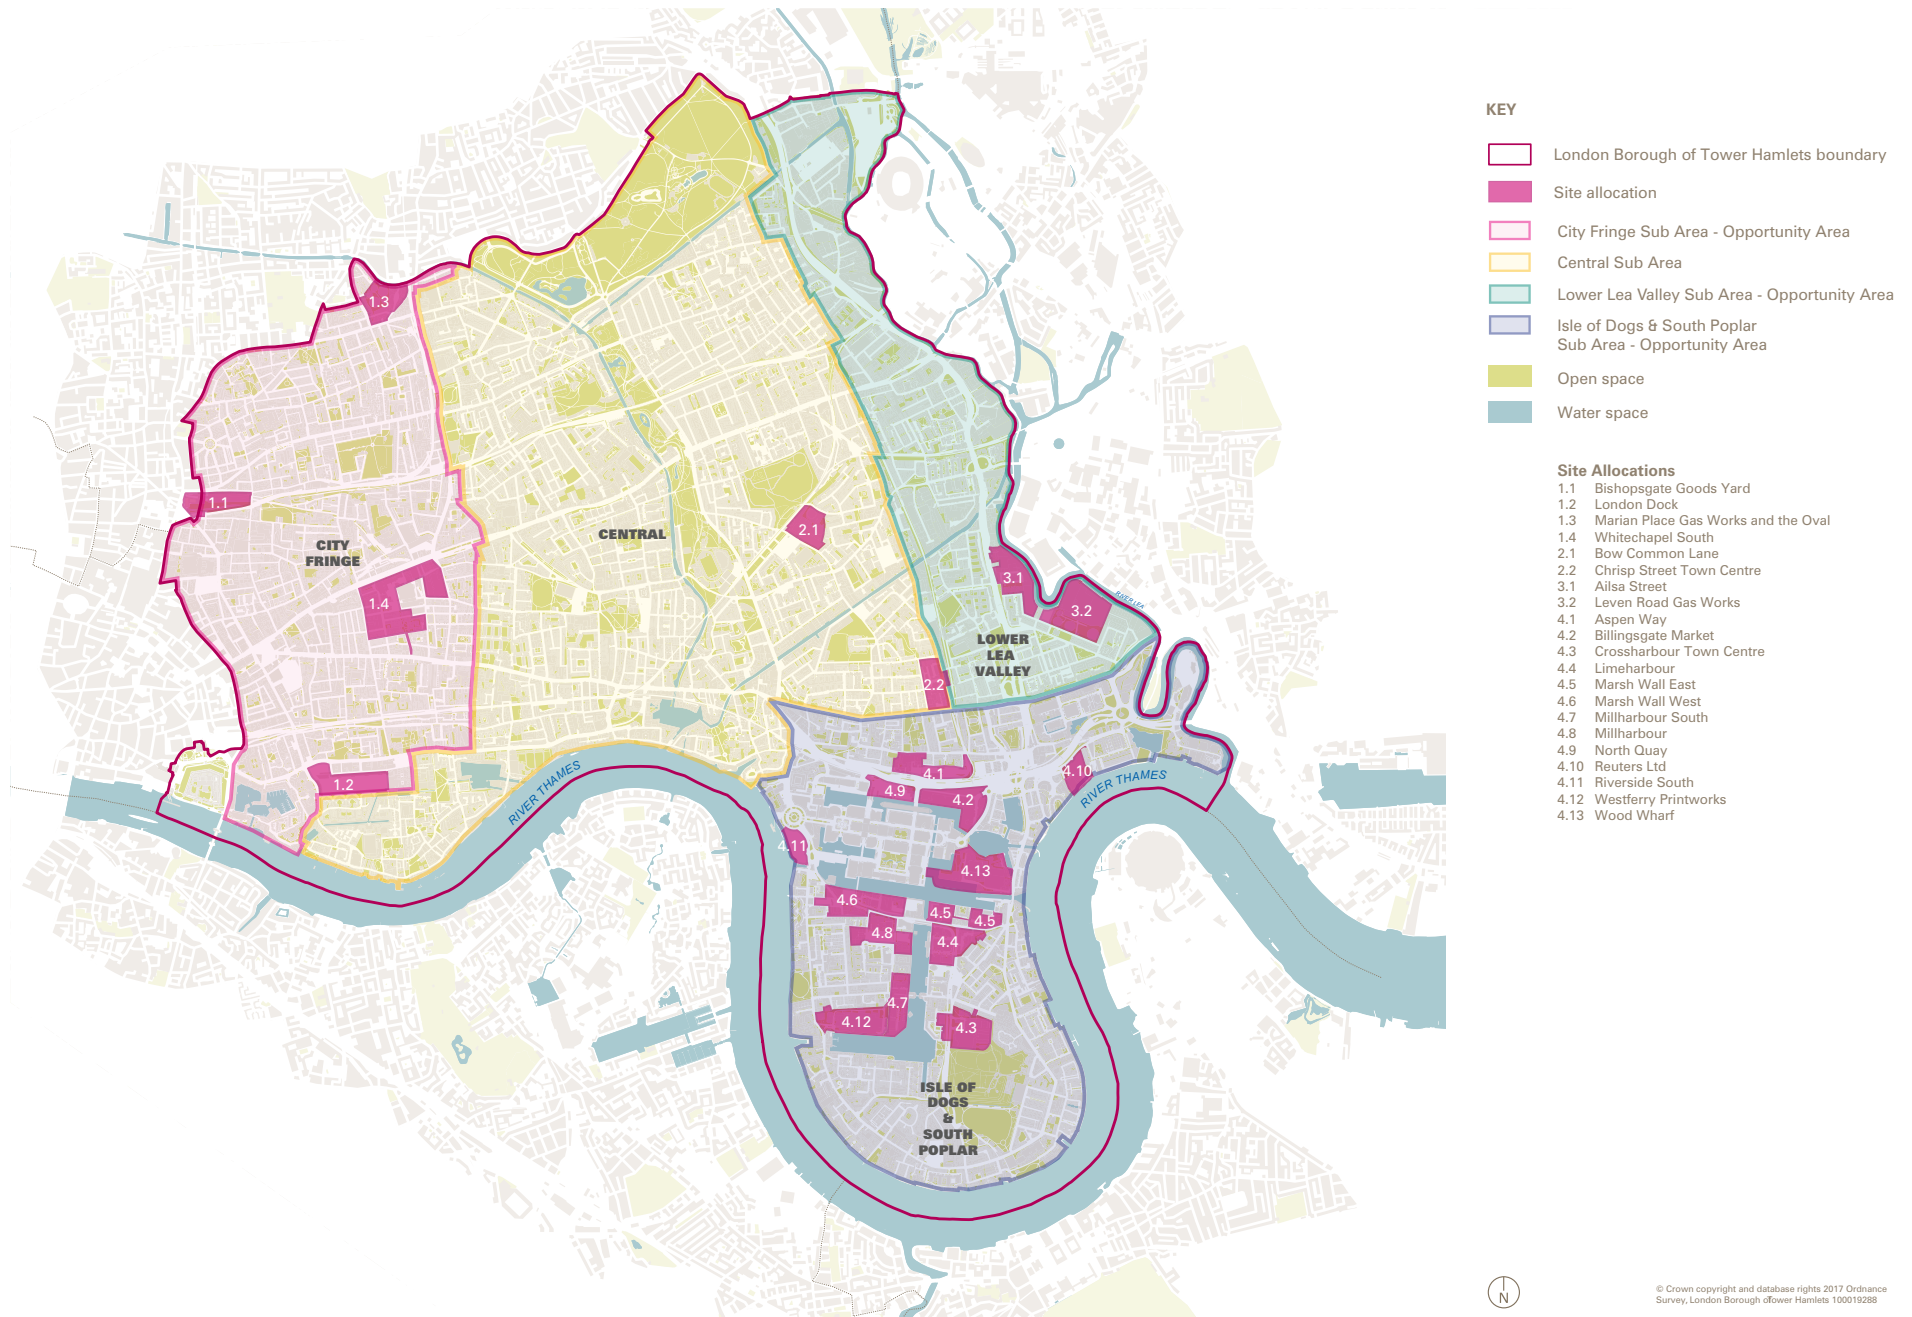 KEY
London Borough of Tower Hamlets boundary
Site allocation
City Fringe Sub Area - Opportunity Area
Central Sub Area
Lower Lea Valley Sub Area - Opportunity Area
Isle of Dogs & South Poplar
Sub Area - Opportunity Area
Open space
Water space
Site Allocations
1.1 Bishopsgate Goods Yard
1.2 London Dock
1.3 Marian Place Gas Works and the Oval
1.4 Whitechapel South
2.1 Bow Common Lane
2.2 Chrisp Street Town Centre
3.1 Ailsa Street
3.2 Leven Road Gas Works
4.1 Aspen Way
4.2 Billingsgate Market
4.3 Crossharbour Town Centre
4.4 Limeharbour
4.5 Marsh Wall East
4.6 Marsh Wall West
4.7 Millharbour South
4.8 Millharbour
4.9 North Quay
4.10 Reuters Ltd
4.11 Riverside South
4.12 Westferry Printworks
4.13 Wood Wharf
1.3
1.1
CITY
FRINGE
1.4
1.2
CENTRAL
2.1
2.2
3.1
3.2
RIVER LEA
LOWER
LEA
VALLEY
RIVER THAMES
RIVER THAMES
4.1
4.10
4.9
4.2
4.11
4.13
4.6
4.5
4.5
4.8
4.4
4.7
4.12
4.3
ISLE OF
DOGS
&
SOUTH
POPLAR
N
© Crown copyright and database rights 2017 Ordnance
Survey, London Borough of Tower Hamlets 100019288